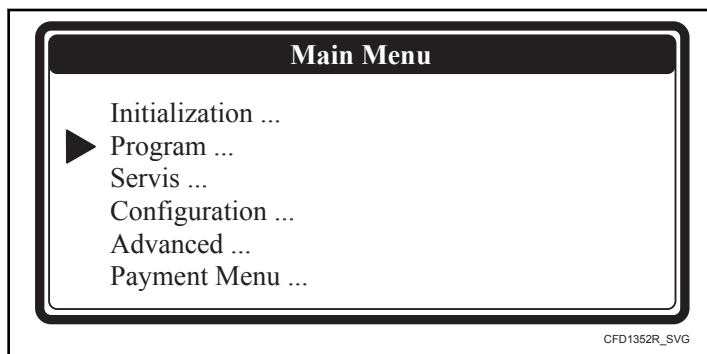 Main Menu
Initialization ...
Program ...
Servis ...
Configuration ...
Advanced ...
Payment Menu ...
CFD1352R_SVG